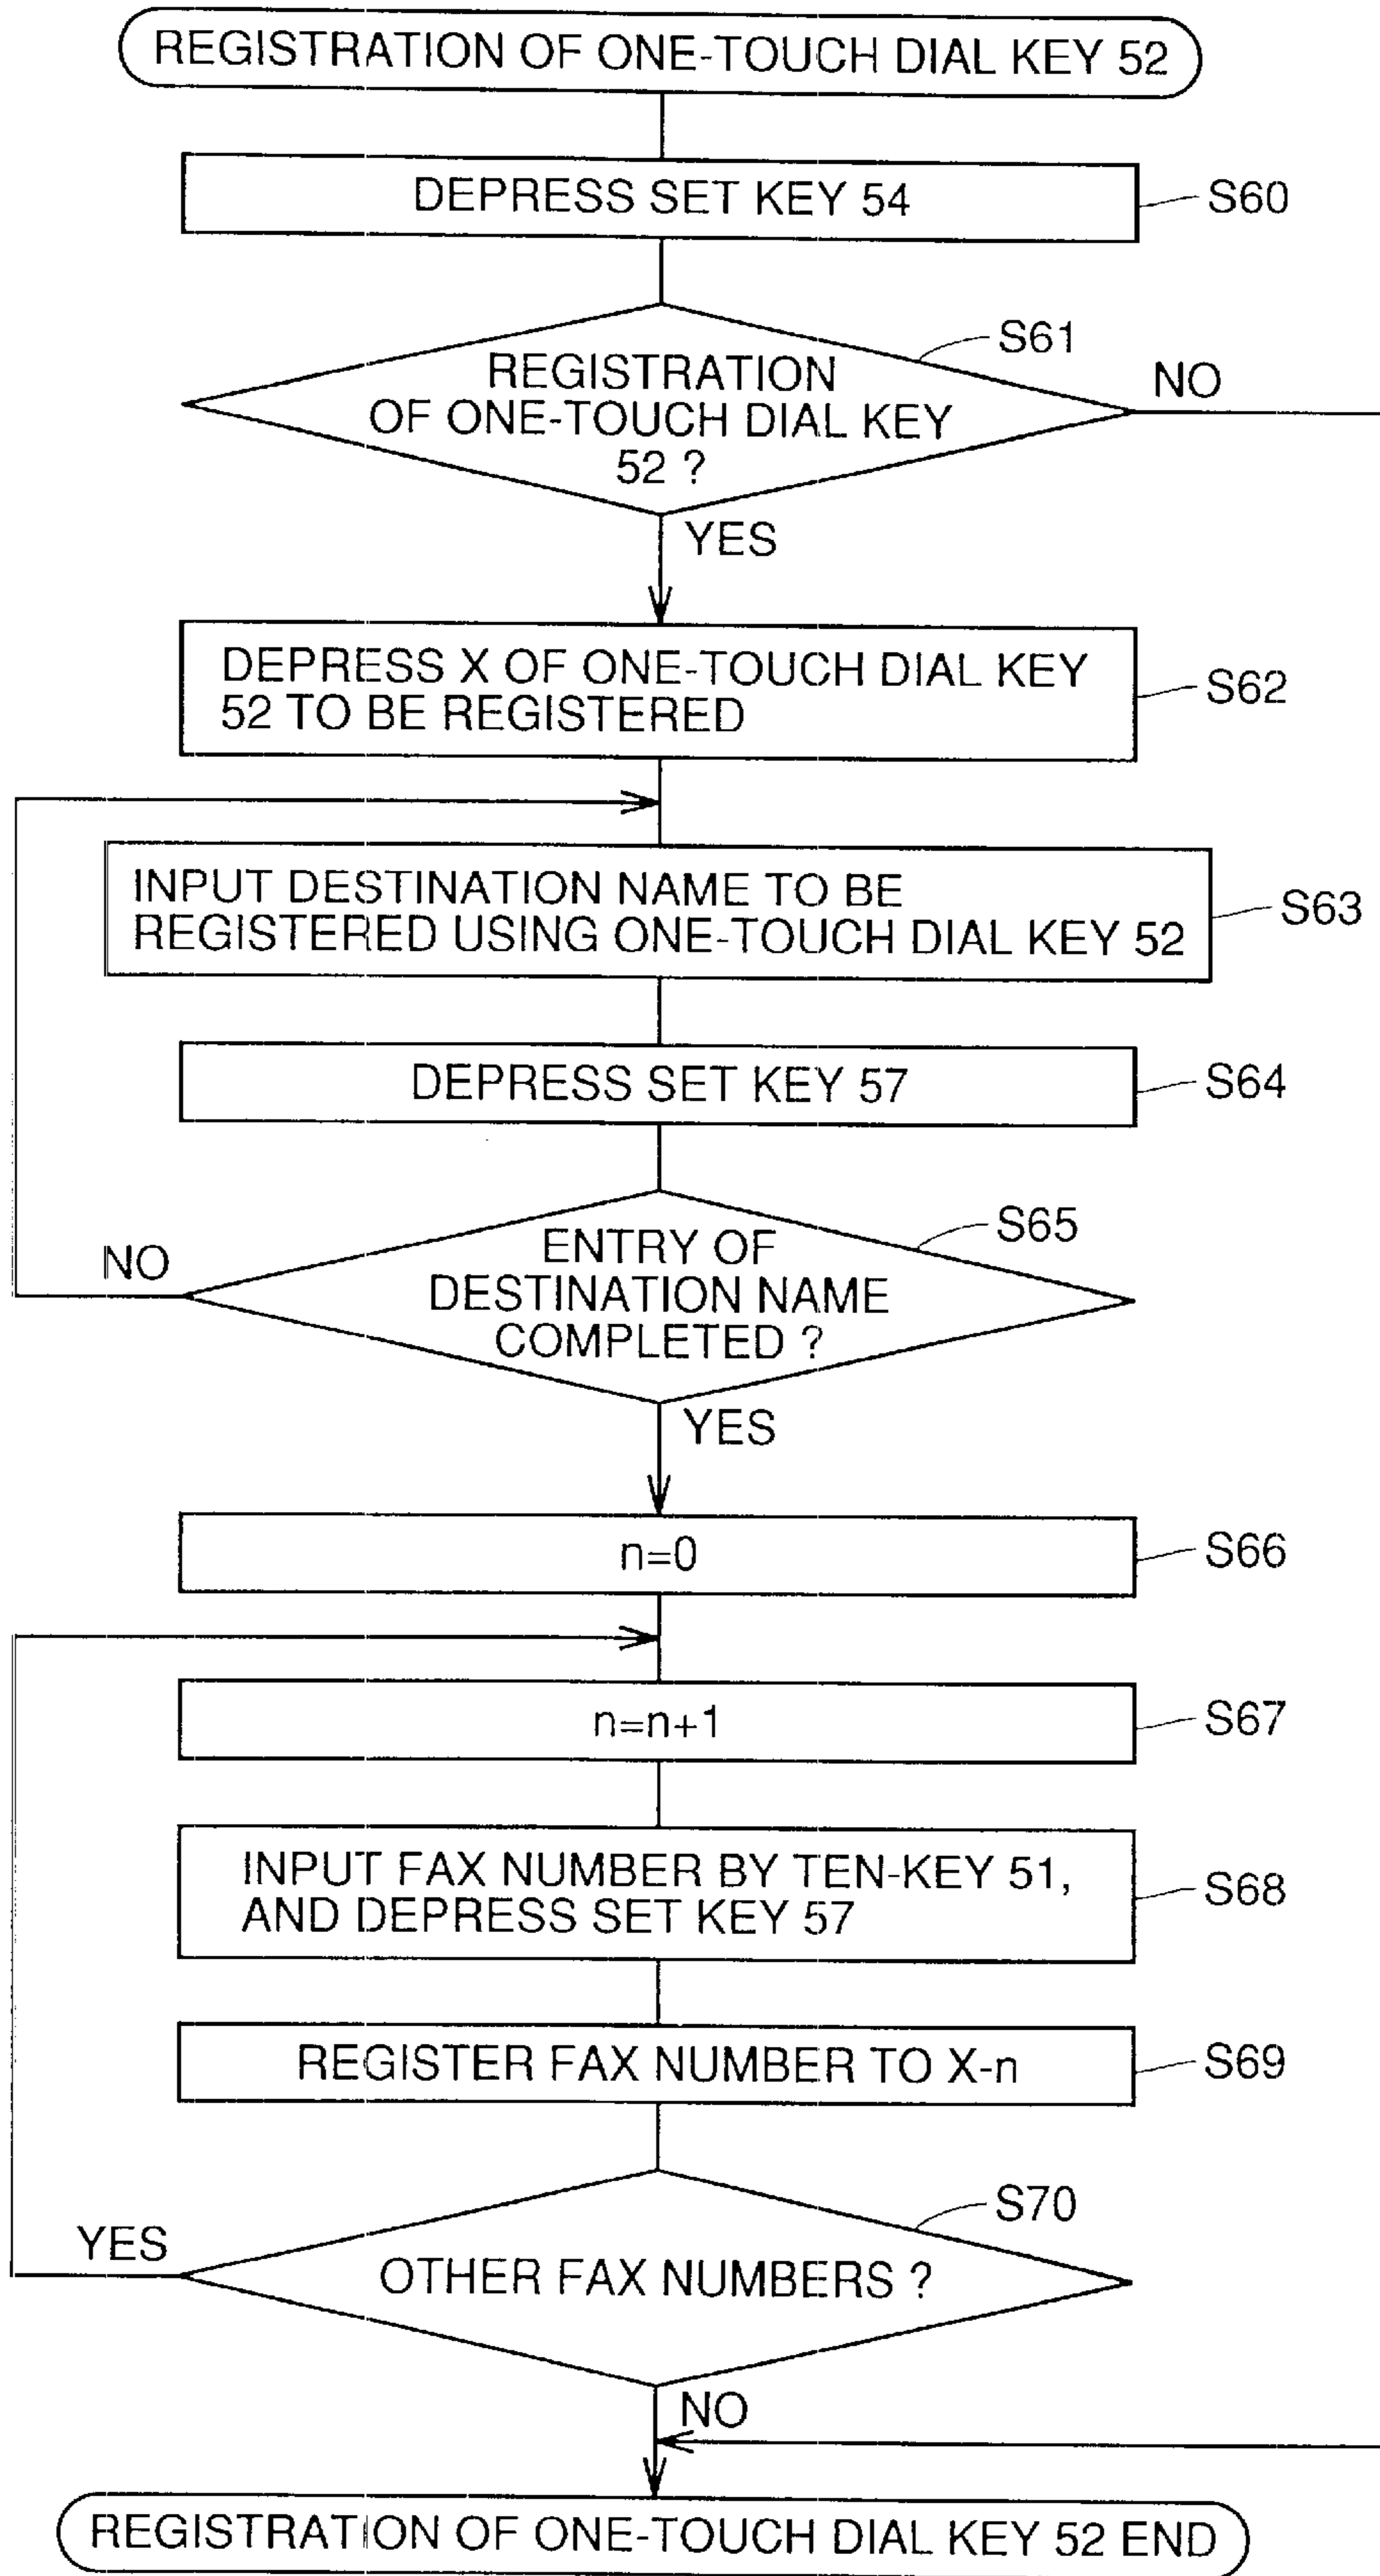 REGISTRATION OF ONE-TOUCH DIAL KEY 52
DEPRESS SET KEY 54
S60
S61
REGISTRATION
OF ONE-TOUCH DIAL KEY
52 ?
NO
YES
DEPRESS X OF ONE-TOUCH DIAL KEY
52 TO BE REGISTERED
S62
INPUT DESTINATION NAME TO BE
REGISTERED USING ONE-TOUCH DIAL KEY 52
S63
DEPRESS SET KEY 57
S64
S65
ENTRY OF
DESTINATION NAME
COMPLETED ?
NO
YES
n=0
S66
n=n+1
S67
INPUT FAX NUMBER BY TEN-KEY 51,
AND DEPRESS SET KEY 57
S68
REGISTER FAX NUMBER TO X-n
S69
S70
YES
OTHER FAX NUMBERS ?
NO
REGISTRATION OF ONE-TOUCH DIAL KEY 52 END